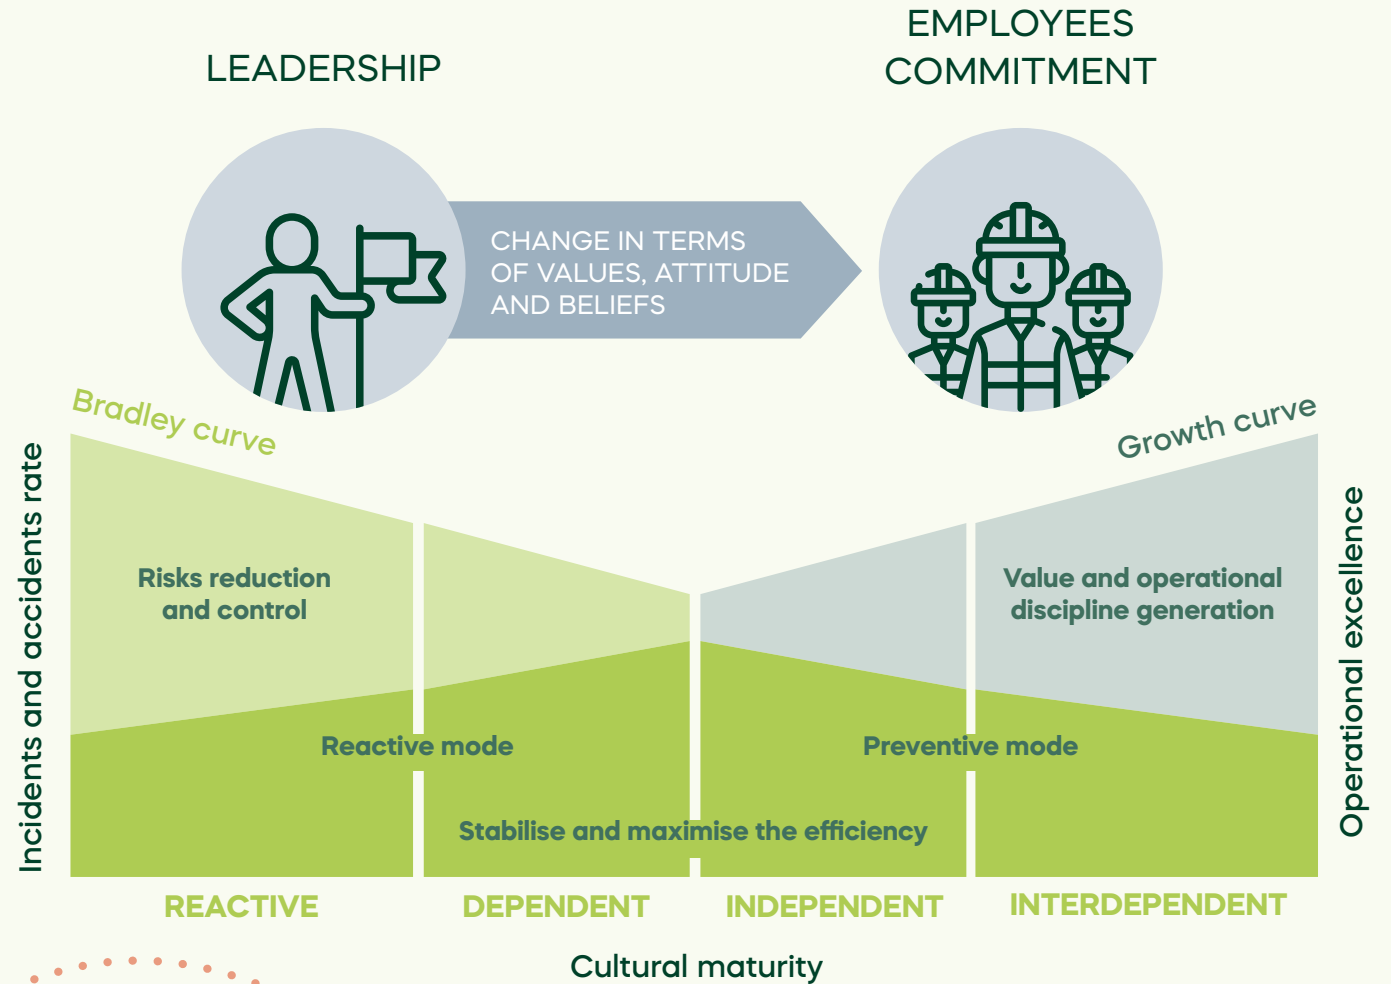 LEADERSHIP
EMPLOYEES
COMMITMENT
CHANGE IN TERMS
OF VALUES, ATTITUDE
AND BELIEFS
Bradley curve
Growth curve
Incidents and accidents rate
Operational excellence
Risks reduction
and control
Value and operational
discipline generation
Reactive mode
Preventive mode
Stabilise and maximise the efficiency
REACTIVE
DEPENDENT
INDEPENDENT
INTERDEPENDENT
Cultural maturity